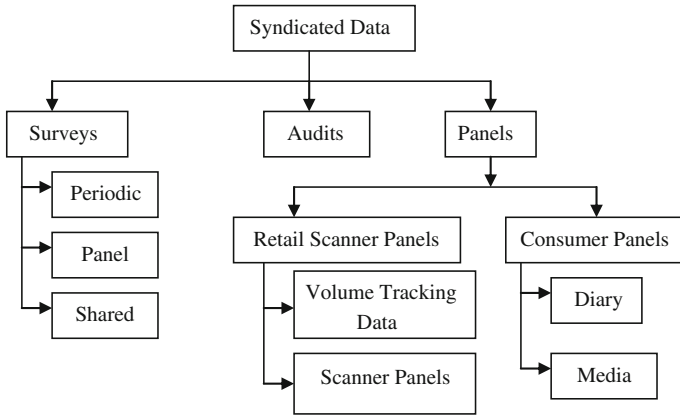 Syndicated Data
Surveys
Audits
Panels
Periodic
Panel
Shared
Retail Scanner Panels
Consumer Panels
Volume Tracking
Data
Scanner Panels
Diary
Media